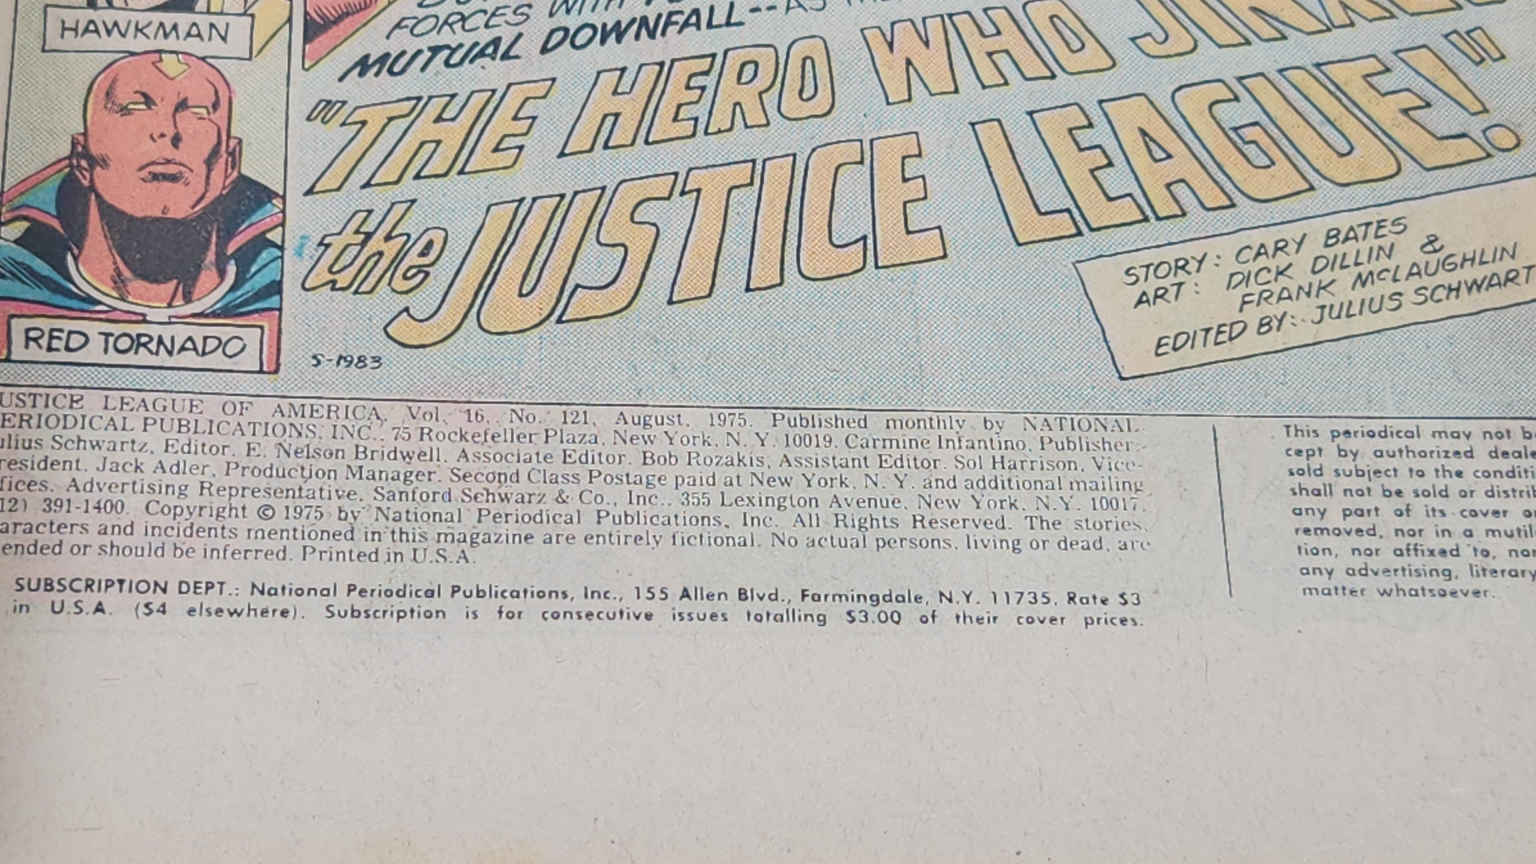 HAWKMAN
RED TORNADO
FORCES WITH
MUTUAL DOWNFALL--AS
"THE HERO WHO
the JUSTICE LEAGUE!"
S-1983
STORY: CARY BATES
ART: DICK DILLIN &
FRANK McLAUGHLIN
EDITED BY: JULIUS SCHWART
USTICE LEAGUE OF AMERICA, Vol. 16, No. 121, August, 1975. Published monthly by NATIONAL
ERIODICAL PUBLICATIONS, INC., 75 Rockefeller Plaza, New York, N. Y. 10019. Carmine Infantino, Publisher.
ulius Schwartz, Editor. E. Nelson Bridwell, Associate Editor. Bob Rozakis, Assistant Editor. Sol Harrison, Vice-
resident, Jack Adler, Production Manager. Second Class Postage paid at New York, N. Y. and additional mailing
fices. Advertising Representative, Sanford Schwarz & Co., Inc., 355 Lexington Avenue, New York, N.Y. 10017,
12) 391-1400. Copyright © 1975 by National Periodical Publications, Inc. All Rights Reserved. The stories,
aracters and incidents mentioned in this magazine are entirely fictional. No actual persons, living or dead, are
ended or should be inferred. Printed in U.S.A.
SUBSCRIPTION DEPT.: National Periodical Publications, Inc., 155 Allen Blvd., Farmingdale, N.Y. 11735, Rate $3
in U.S.A. ($4 elsewhere). Subscription is for consecutive issues totalling $3.00 of their cover prices.
This periodical may not b
cept by authorized deale
sold subject to the conditi
shall not be sold or distri
any part of its cover o
removed, nor in a mutil
tion, nor affixed to, nor
any advertising, literary
matter whatsoever.